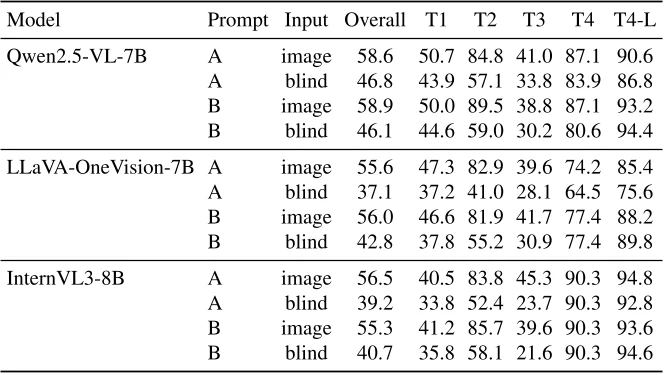 Model Prompt Input Overall T1 T2 T3 T4 T4-L
Qwen2.5-VL-7B A image 58.6 50.7 84.8 41.0 87.1 90.6
A blind 46.8 43.9 57.1 33.8 83.9 86.8
B image 58.9 50.0 89.5 38.8 87.1 93.2
B blind 46.1 44.6 59.0 30.2 80.6 94.4
LLaVA-OneVision-7B A image 55.6 47.3 82.9 39.6 74.2 85.4
A blind 37.1 37.2 41.0 28.1 64.5 75.6
B image 56.0 46.6 81.9 41.7 77.4 88.2
B blind 42.8 37.8 55.2 30.9 77.4 89.8
InternVL3-8B A image 56.5 40.5 83.8 45.3 90.3 94.8
A blind 39.2 33.8 52.4 23.7 90.3 92.8
B image 55.3 41.2 85.7 39.6 90.3 93.6
B blind 40.7 35.8 58.1 21.6 90.3 94.6